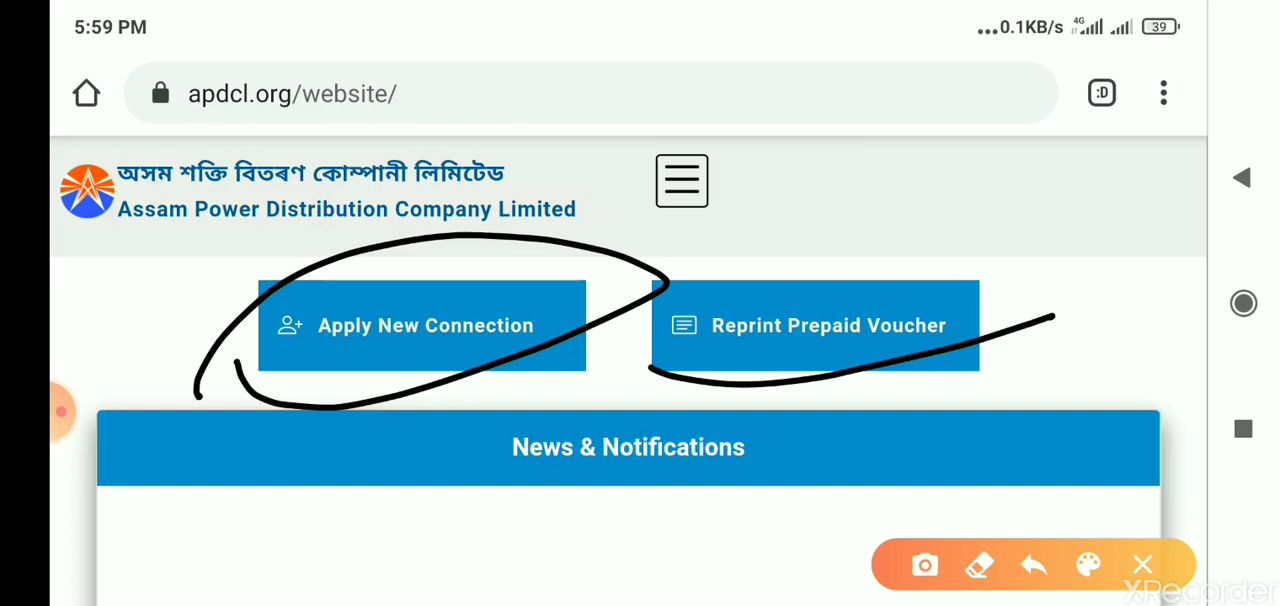 5:59 PM
...0.1KB/s 4G 39
apdcl.org/website/
:D
অসম শক্তি বিতৰণ কোম্পানী লিমিটেড
Assam Power Distribution Company Limited
Apply New Connection
Reprint Prepaid Voucher
News & Notifications
XRecorder